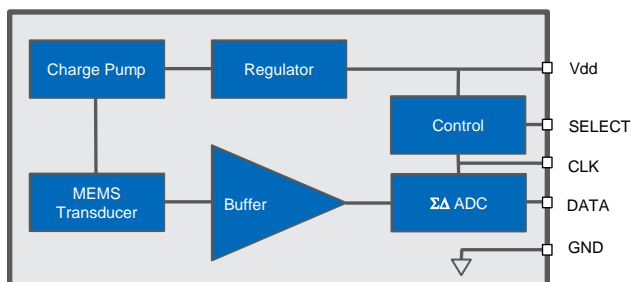 Charge Pump
Regulator
Vdd
Control
SELECT
CLK
MEMS
Transducer
Buffer
ΣΔ ADC
DATA
GND